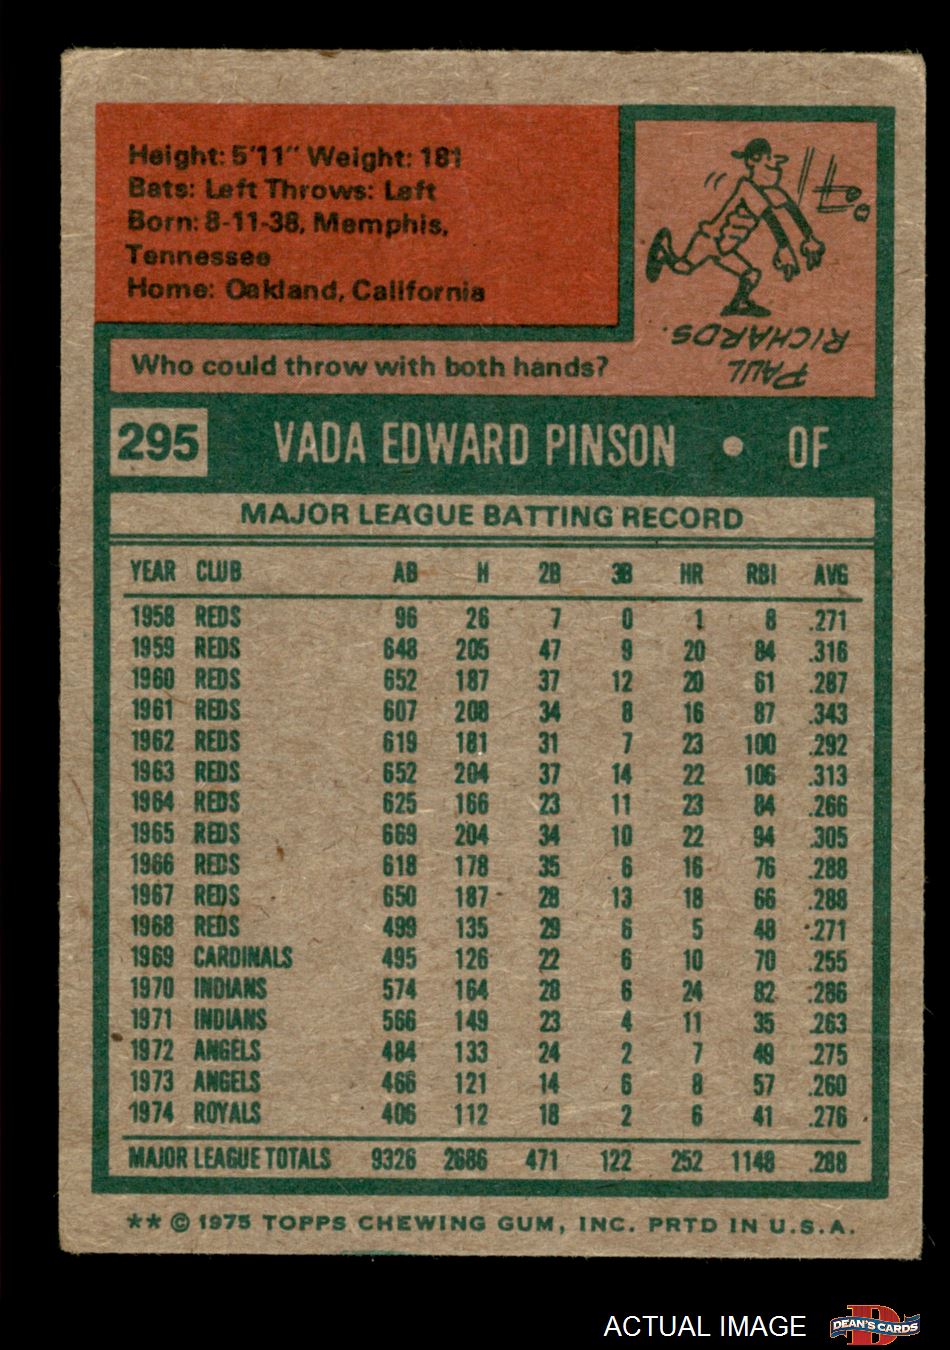 Height: 5'11" Weight: 181
Bats: Left Throws: Left
Born: 8-11-38, Memphis,
Tennessee
Home: Oakland, California
Who could throw with both hands?
PAUL
RICHARDS.
295 VADA EDWARD PINSON • OF
MAJOR LEAGUE BATTING RECORD
YEAR CLUB AB H 2B 3B HR RBI AVG
1958 REDS 96 26 7 0 1 8 .271
1959 REDS 648 205 47 9 20 84 .316
1960 REDS 652 187 37 12 20 61 .287
1961 REDS 607 208 34 8 16 87 .343
1962 REDS 619 181 31 7 23 100 .292
1963 REDS 652 204 37 14 22 106 .313
1964 REDS 625 166 23 11 23 84 .266
1965 REDS 669 204 34 10 22 94 .305
1966 REDS 618 178 35 6 16 76 .288
1967 REDS 650 187 28 13 18 66 .288
1968 REDS 499 135 29 6 5 48 .271
1969 CARDINALS 495 126 22 6 10 70 .255
1970 INDIANS 574 164 28 6 24 82 .286
1971 INDIANS 566 149 23 4 11 35 .263
1972 ANGELS 484 133 24 2 7 49 .275
1973 ANGELS 466 121 14 6 8 57 .260
1974 ROYALS 406 112 18 2 6 41 .276
MAJOR LEAGUE TOTALS 9326 2686 471 122 252 1148 .288
** © 1975 TOPPS CHEWING GUM, INC. PRTD IN U.S.A.
ACTUAL IMAGE
DEAN'S CARDS